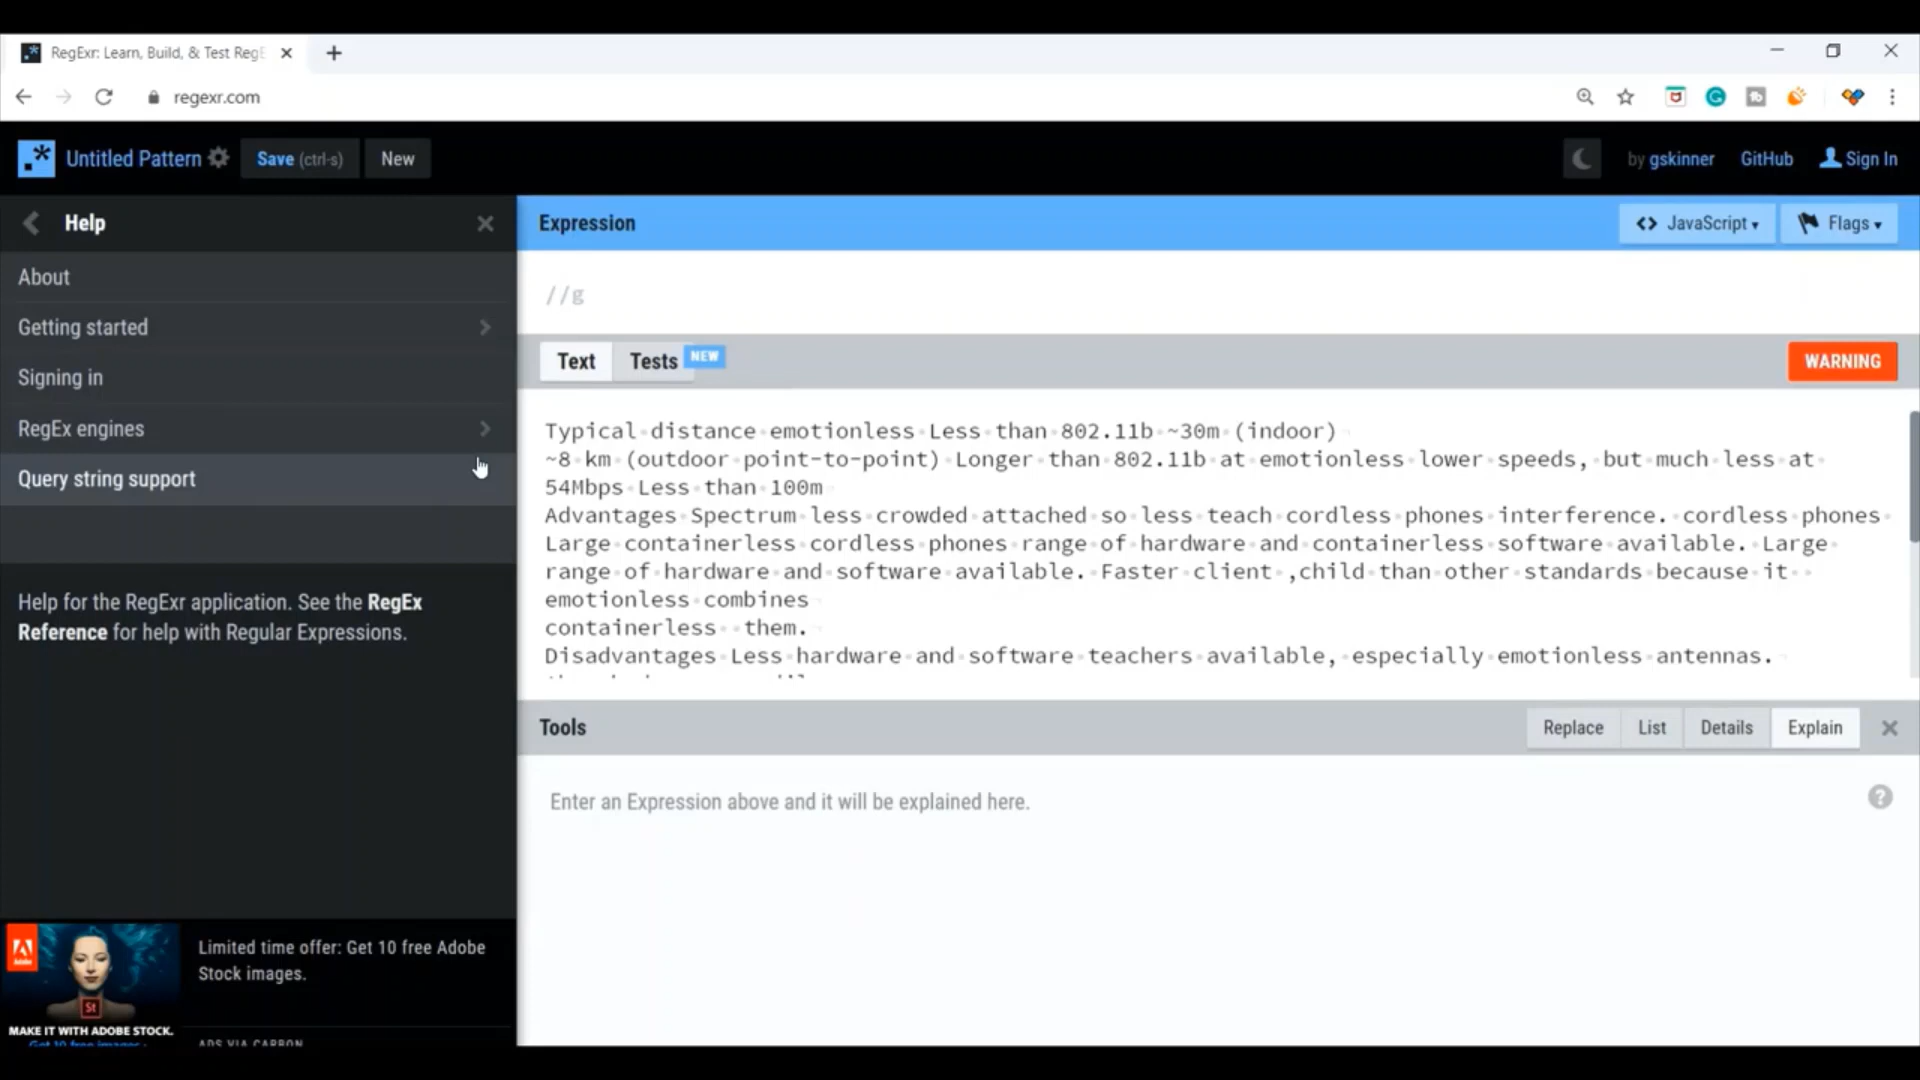 RegExr: Learn, Build, & Test RegE
regexr.com
Untitled Pattern
Save (ctrl-s)
New
by gskinner
GitHub
Sign In
Help
About
Getting started
Signing in
RegEx engines
Query string support
Help for the RegExr application. See the RegEx
Reference for help with Regular Expressions.
Adobe
St
MAKE IT WITH ADOBE STOCK.
Get 10 free images
Limited time offer: Get 10 free Adobe
Stock images.
ADS VIA CARBON
Expression
<> JavaScript
Flags
//g
Text
Tests
NEW
WARNING
Typical distance emotionless Less than 802.11b ~30m (indoor)
~8 km (outdoor point-to-point) Longer than 802.11b at emotionless lower speeds, but much less at
54Mbps Less than 100m
Advantages Spectrum less crowded attached so less teach cordless phones interference. cordless phones
Large containerless cordless phones range of hardware and containerless software available. Large
range of hardware and software available. Faster client ,child than other standards because it
emotionless combines
containerless  them.
Disadvantages Less hardware and software teachers available, especially emotionless antennas.
Tools
Replace
List
Details
Explain
Enter an Expression above and it will be explained here.
?